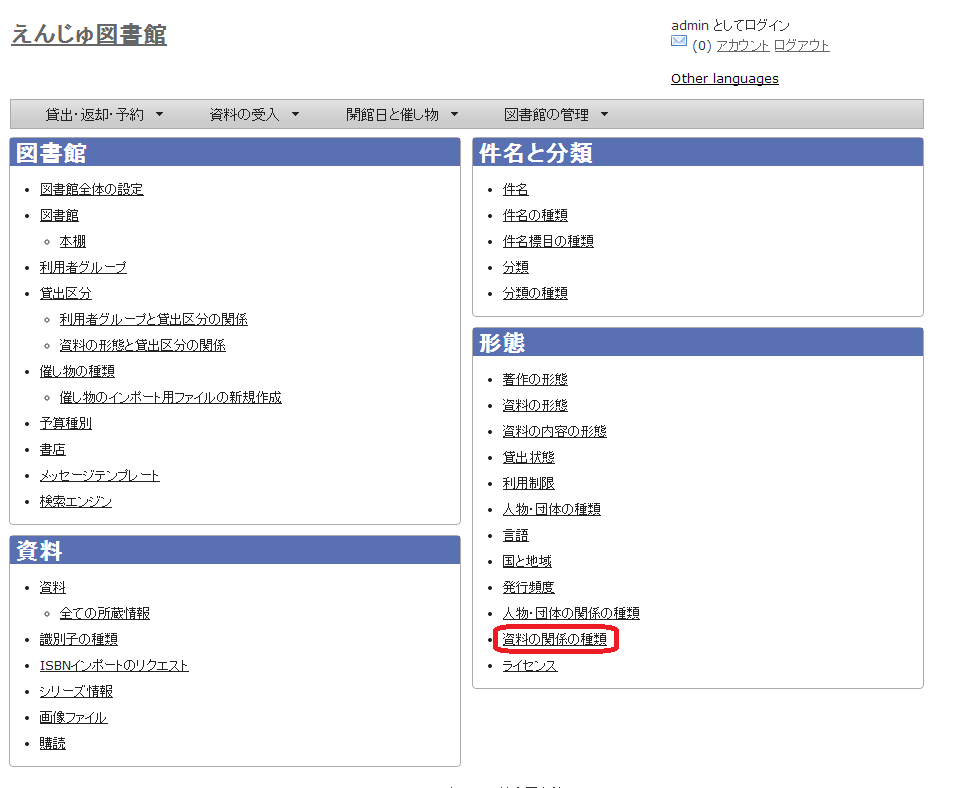 えんじゅ図書館
admin としてログイン
(0) アカウント ログアウト
Other languages
貸出・返却・予約 ▼ 資料の受入 ▼ 開館日と催し物 ▼ 図書館の管理 ▼
図書館
図書館全体の設定
図書館
本棚
利用者グループ
貸出区分
利用者グループと貸出区分の関係
資料の形態と貸出区分の関係
催し物の種類
催し物のインポート用ファイルの新規作成
予算種別
書店
メッセージテンプレート
検索エンジン
資料
資料
全ての所蔵情報
識別子の種類
ISBNインポートのリクエスト
シリーズ情報
画像ファイル
購読
件名と分類
件名
件名の種類
件名標目の種類
分類
分類の種類
形態
著作の形態
資料の形態
資料の内容の形態
貸出状態
利用制限
人物・団体の種類
言語
国と地域
発行頻度
人物・団体の関係の種類
資料の関係の種類
ライセンス